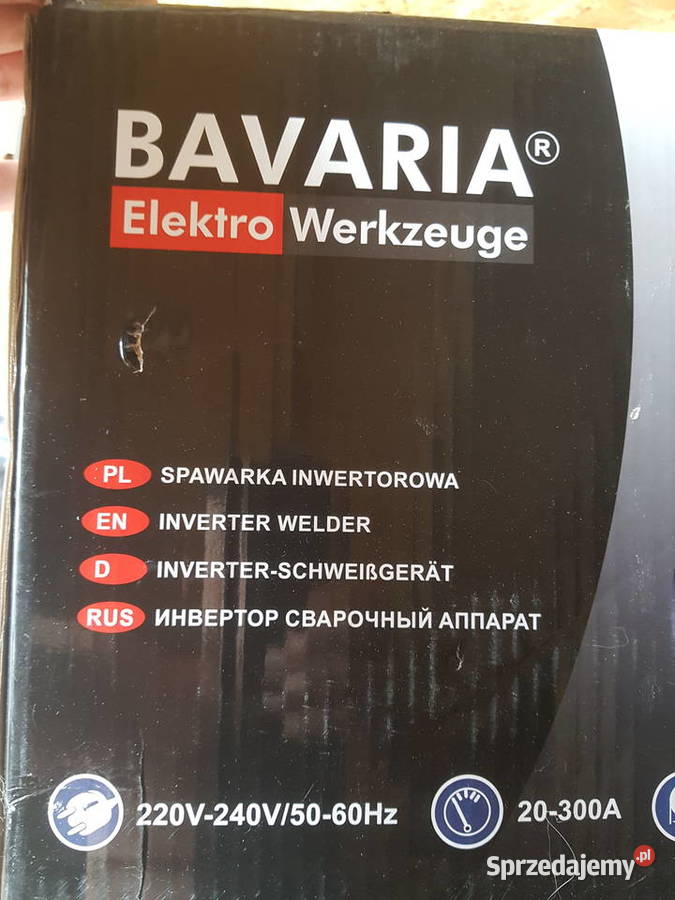 BAVARIA®
Elektro Werkzeuge
PL SPAWARKA INWERTOROWA
EN INVERTER WELDER
D INVERTER-SCHWEIßGERÄT
RUS ИНВЕРТОР СВАРОЧНЫЙ АППАРАТ
220V-240V/50-60Hz 20-300A
Sprzedajemy.pl